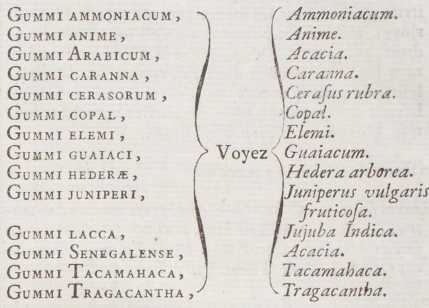 GUMMI AMMONIACUM, Ammoniacum.
GUMMI ANIME, Anime.
GUMMI ARABICUM, Acacia.
GUMMI CARANNA, Caranna.
GUMMI CERASORUM, Ceraſus rubra.
GUMMI COPAL, Copal.
GUMMI ELEMI, Elemi.
GUMMI GUAIACI, Voyez Guaiacum.
GUMMI HEDERÆ, Hedera arborea.
GUMMI JUNIPERI, Juniperus vulgaris
fruticoſa.
GUMMI LACCA, Jujuba Indica.
GUMMI SENEGALENSE, Acacia.
GUMMI TACAMAHACA, Tacamahaca.
GUMMI TRAGACANTHA, Tragacantha.